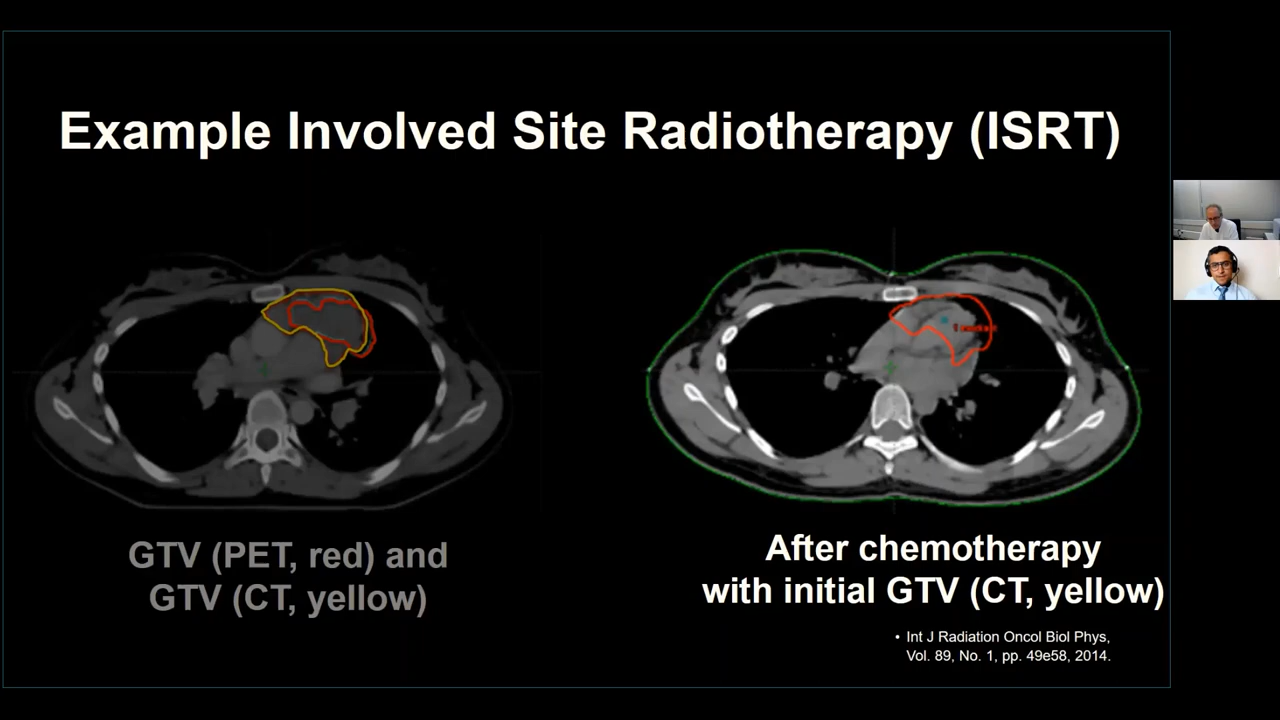 Example Involved Site Radiotherapy (ISRT)
GTV (PET, red) and
GTV (CT, yellow)
After chemotherapy
with initial GTV (CT, yellow)
• Int J Radiation Oncol Biol Phys,
Vol. 89, No. 1, pp. 49e58, 2014.